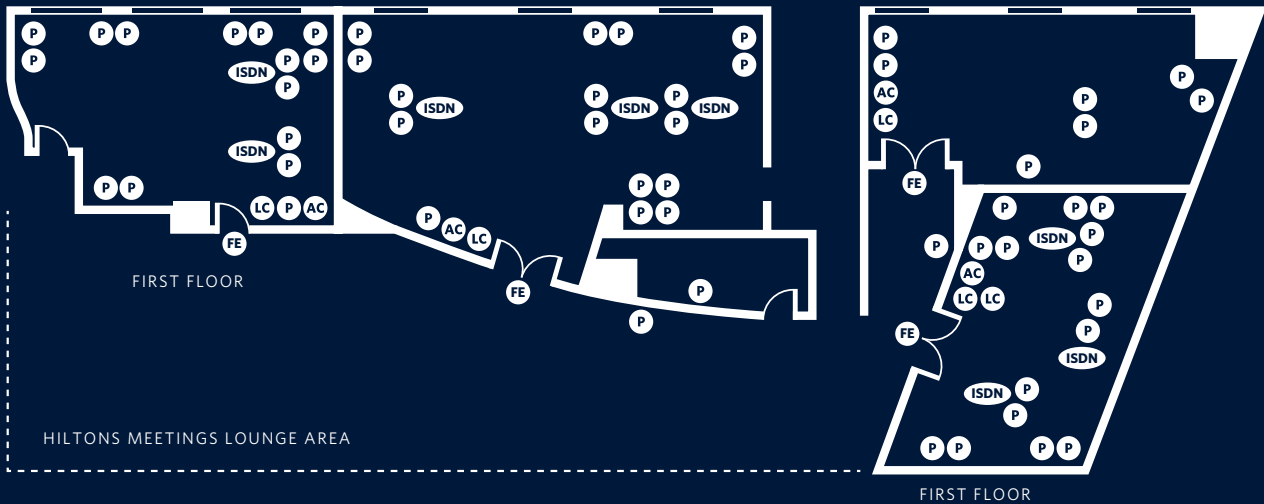 P P P P P P P P P P P P
P P P P P P
ISDN P
P P P P AC P P
ISDN ISDN ISDN
P P P LC P
P
ISDN
P P
P P P P FE
LC P AC P P P P P P
AC LC ISDN P
FE P P P
P
AC
FIRST FLOOR
FE P LC LC P
P FE P
ISDN
ISDN P
P
HILTONS MEETINGS LOUNGE AREA
P P P P
FIRST FLOOR